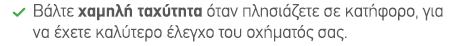 ✓ Βάλτε χαμηλή ταχύτητα όταν πλησιάζετε σε κατήφορο, για
να έχετε καλύτερο έλεγχο του οχήματός σας.